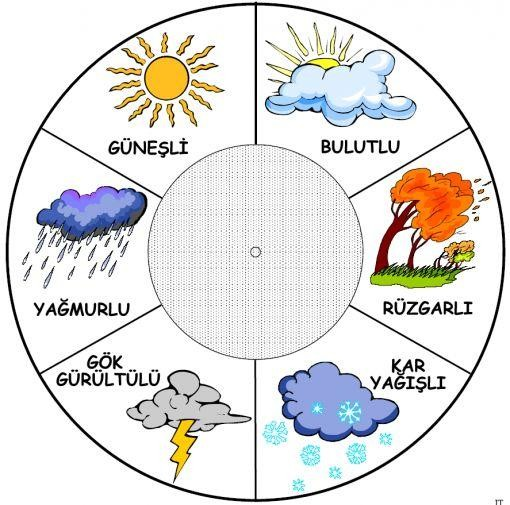 GÜNEŞLİ
BULUTLU
YAĞMURLU
RÜZGARLI
GÖK
GÜRÜLTÜLÜ
KAR
YAĞIŞLI